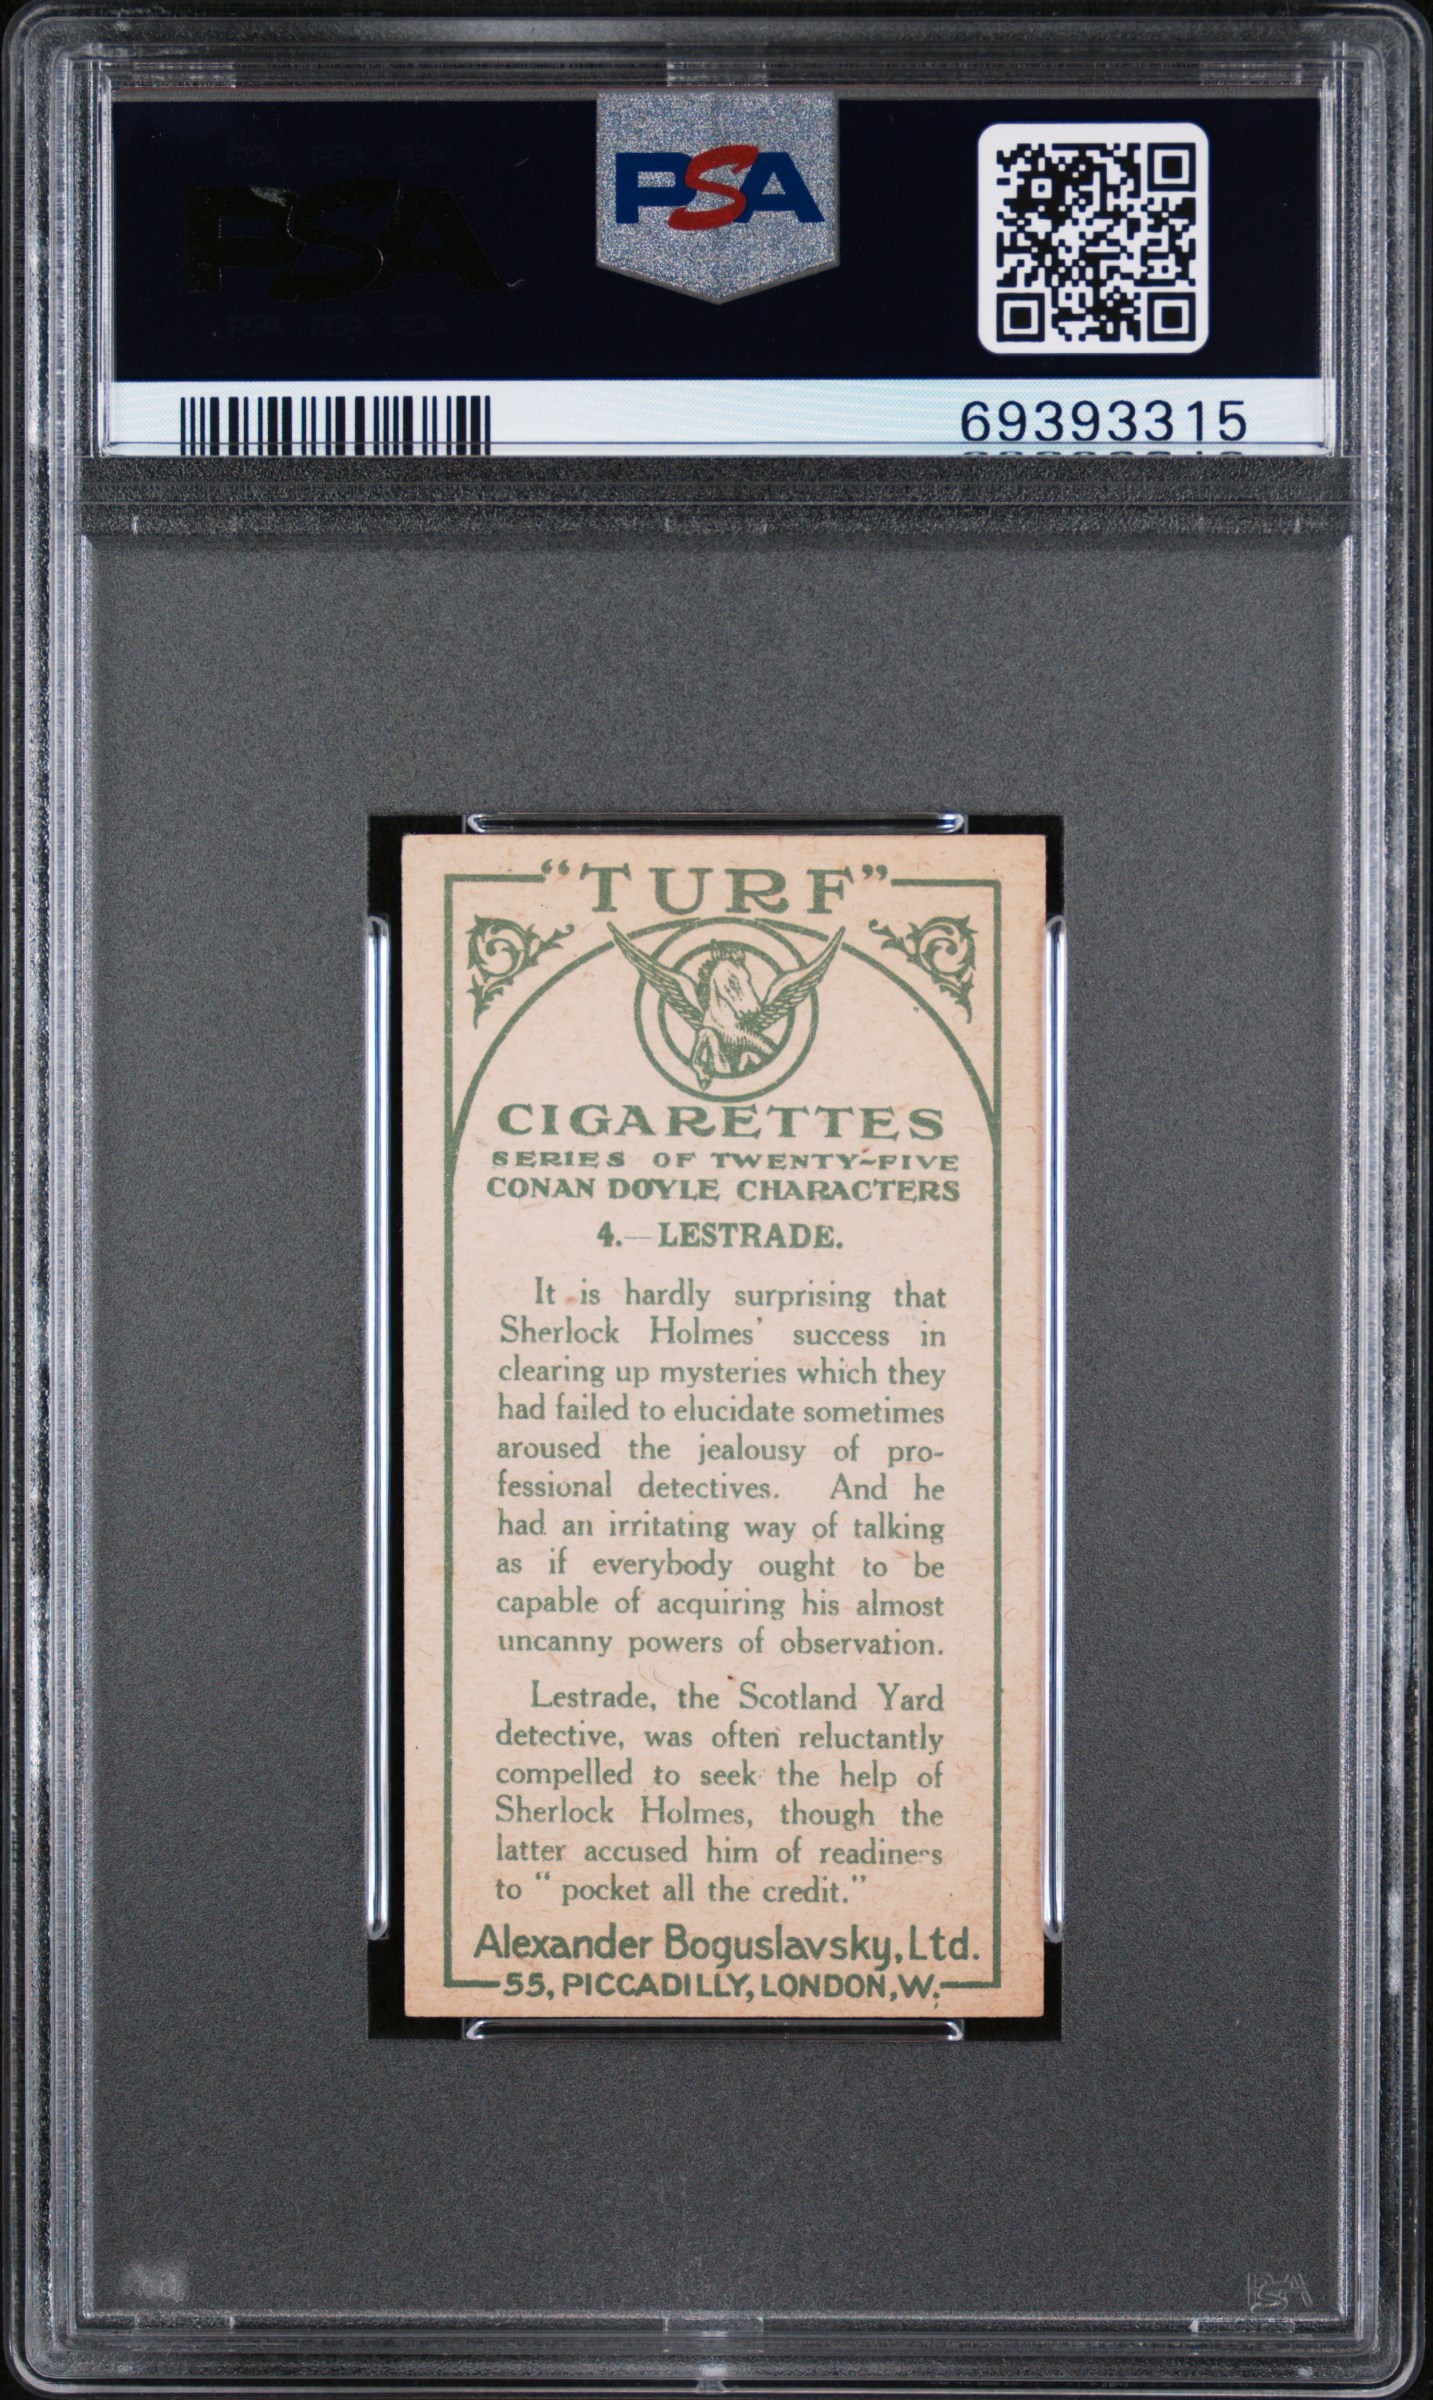 PSA
PSA
69393315
"TURF"
CIGARETTES
SERIES OF TWENTY-FIVE
CONAN DOYLE CHARACTERS
4.—LESTRADE.
It is hardly surprising that
Sherlock Holmes' success in
clearing up mysteries which they
had failed to elucidate sometimes
aroused the jealousy of pro-
fessional detectives. And he
had an irritating way of talking
as if everybody ought to be
capable of acquiring his almost
uncanny powers of observation.
Lestrade, the Scotland Yard
detective, was often reluctantly
compelled to seek the help of
Sherlock Holmes, though the
latter accused him of readiness
to " pocket all the credit."
Alexander Boguslavsky, Ltd.
55, PICCADILLY, LONDON, W.
PSA